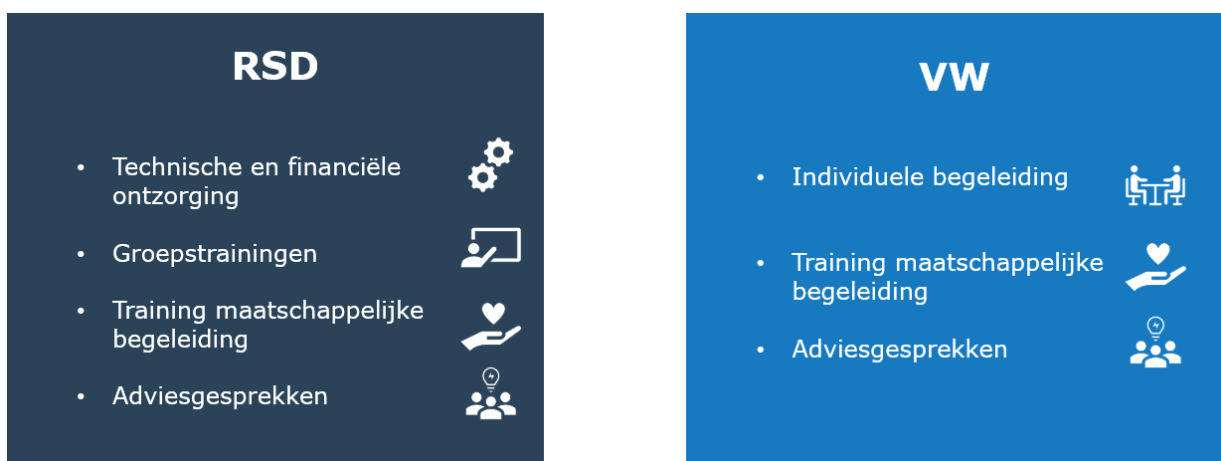 RSD
• Technische en financiële
ontzorging
• Groepstrainingen
• Training maatschappelijke
begeleiding
• Adviesgesprekken
VW
• Individuele begeleiding
• Training maatschappelijke
begeleiding
• Adviesgesprekken